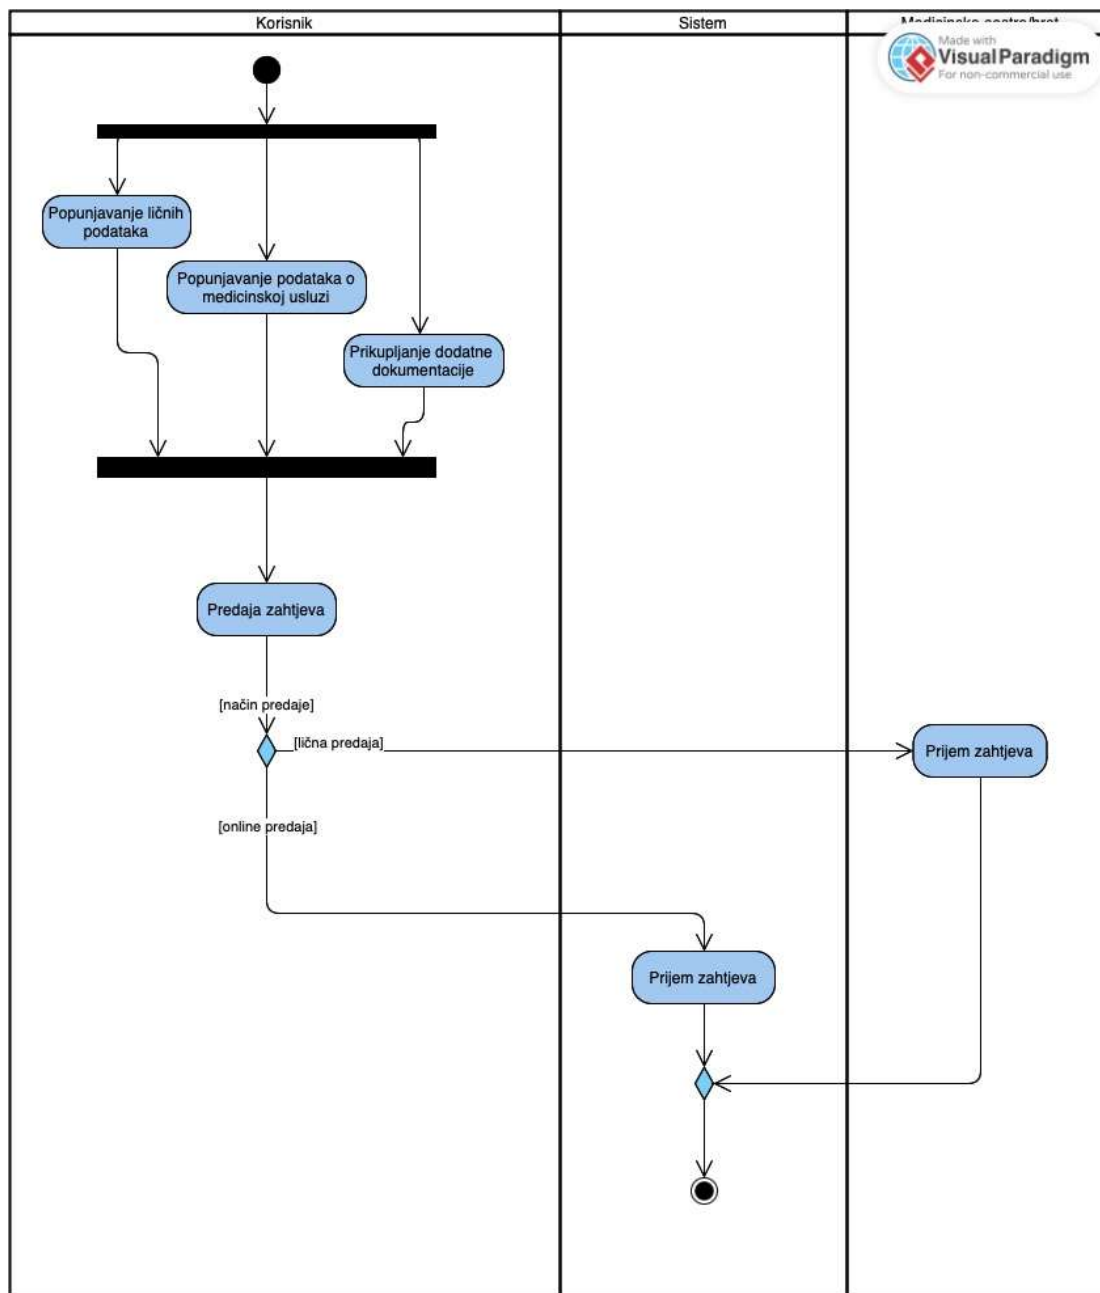 Korisnik
Sistem
Made with
Visual Paradigm
For non-commercial use
Popunjavanje ličnih
podataka
Popunjavanje podataka o
medicinskoj usluzi
Prikupljanje dodatne
dokumentacije
Predaja zahtjeva
[način predaje]
[lična predaja]
Prijem zahtjeva
[online predaja]
Prijem zahtjeva